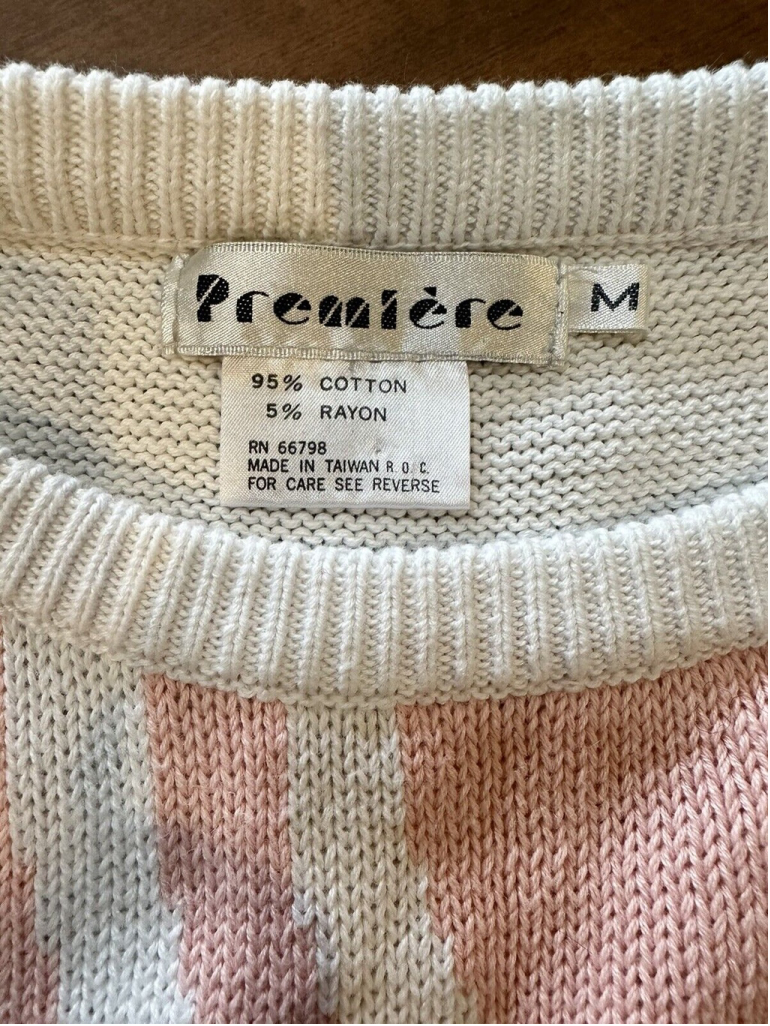 Première
M
95% COTTON
5% RAYON
RN 66798
MADE IN TAIWAN R.O.C.
FOR CARE SEE REVERSE